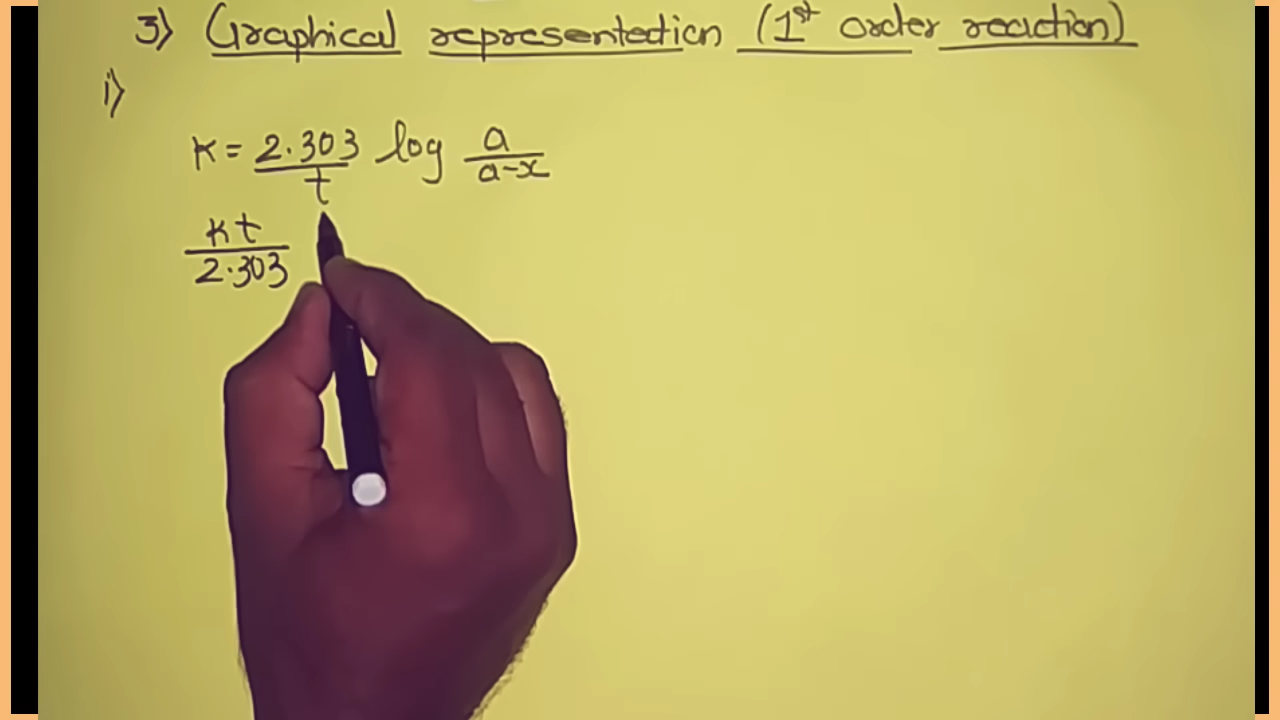 3) Graphical representation (1st order reaction)
i)
K = 2.303/t log a/a-x
Kt/2.303